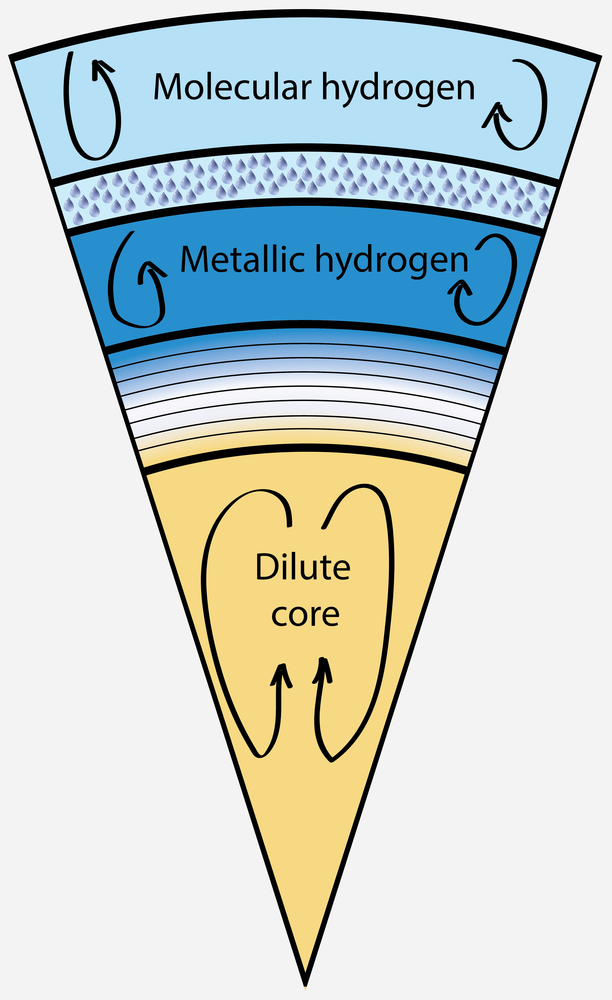 Molecular hydrogen
Metallic hydrogen
Dilute
core